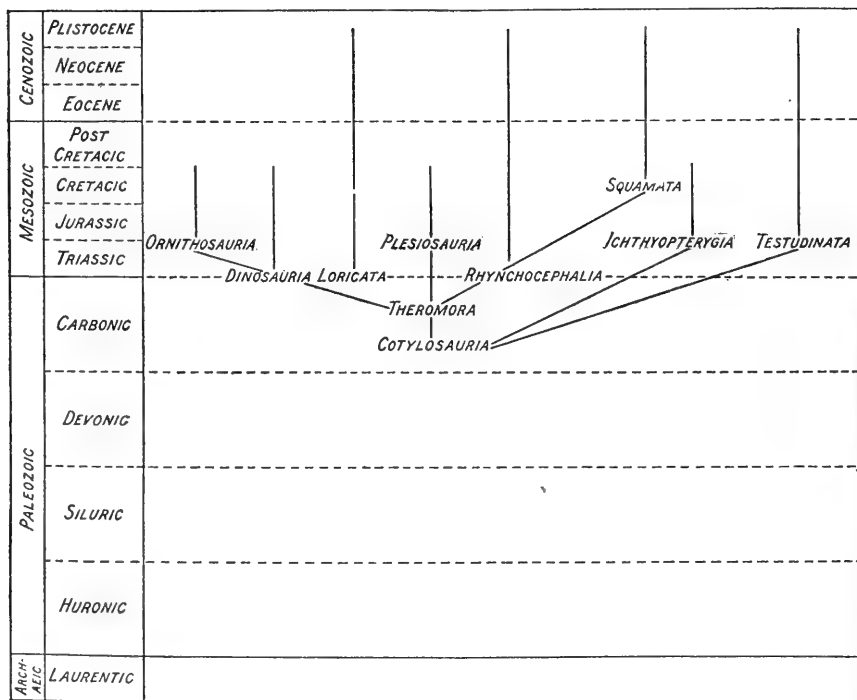 CENOZOIC
PLISTOCENE
NEOCENE
EOCENE
MESOZOIC
POST
CRETACIC
CRETACIC
JURASSIC
TRIASSIC
PALEOZOIC
CARBONIC
DEVONIC
SILURIC
HURONIC
ARCH-
AEIC
LAURENTIC
SQUAMATA
ORNITHOSAURIA
PLESIOSAURIA
ICHTHYOPTERYGIA
TESTUDINATA
DINOSAURIA LORICATA
RHYNCHOCEPHALIA
THEROMORA
COTYLOSAURIA